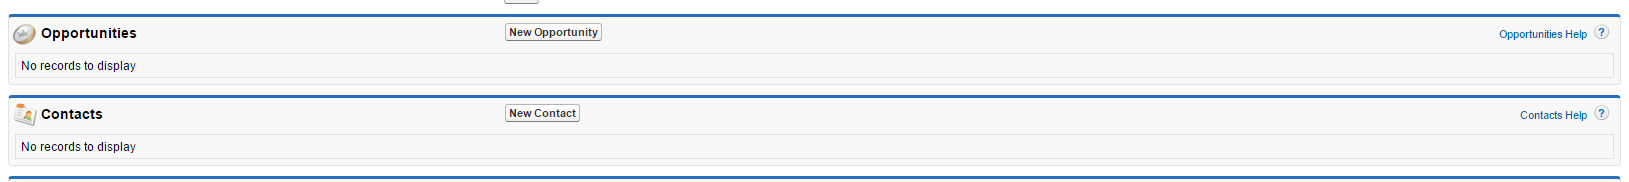 Opportunities New Opportunity Opportunities Help ?
No records to display
Contacts New Contact Contacts Help ?
No records to display